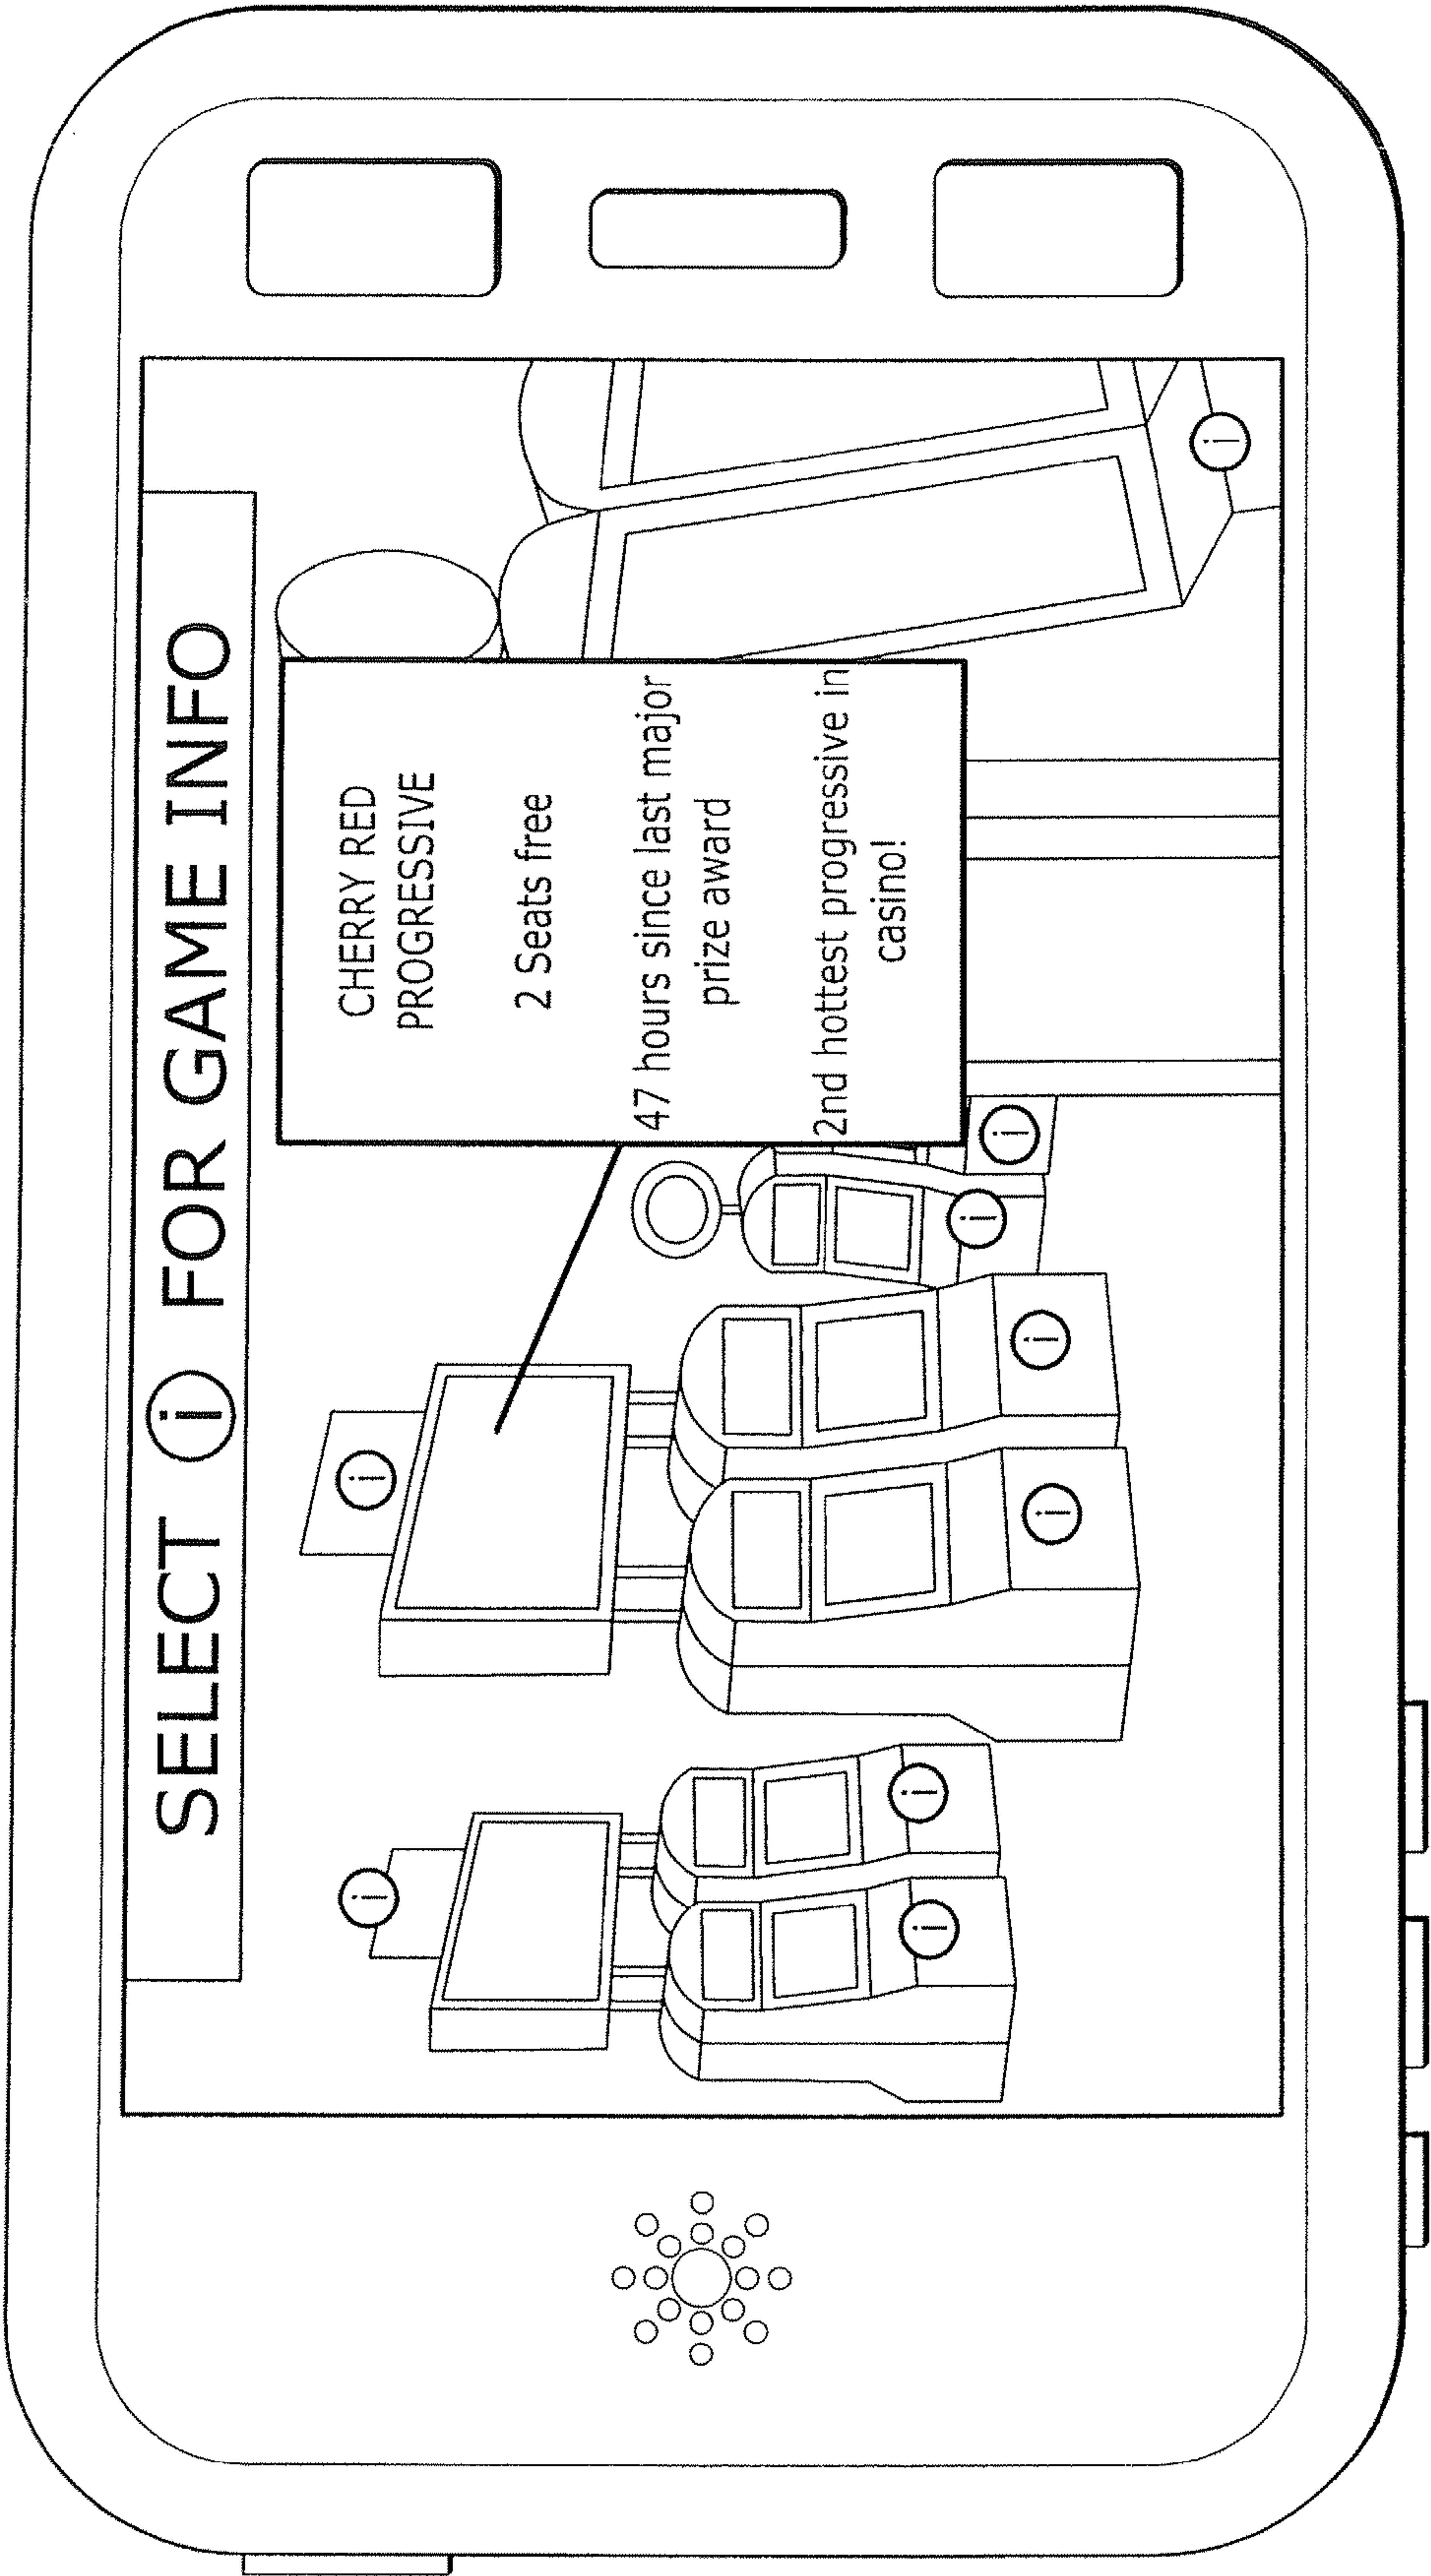 SELECT i FOR GAME INFO
CHERRY RED
PROGRESSIVE
2 Seats free
47 hours since last major
prize award
2nd hottest progressive in
casino!
i
i
i
i
i
i
i
i
i